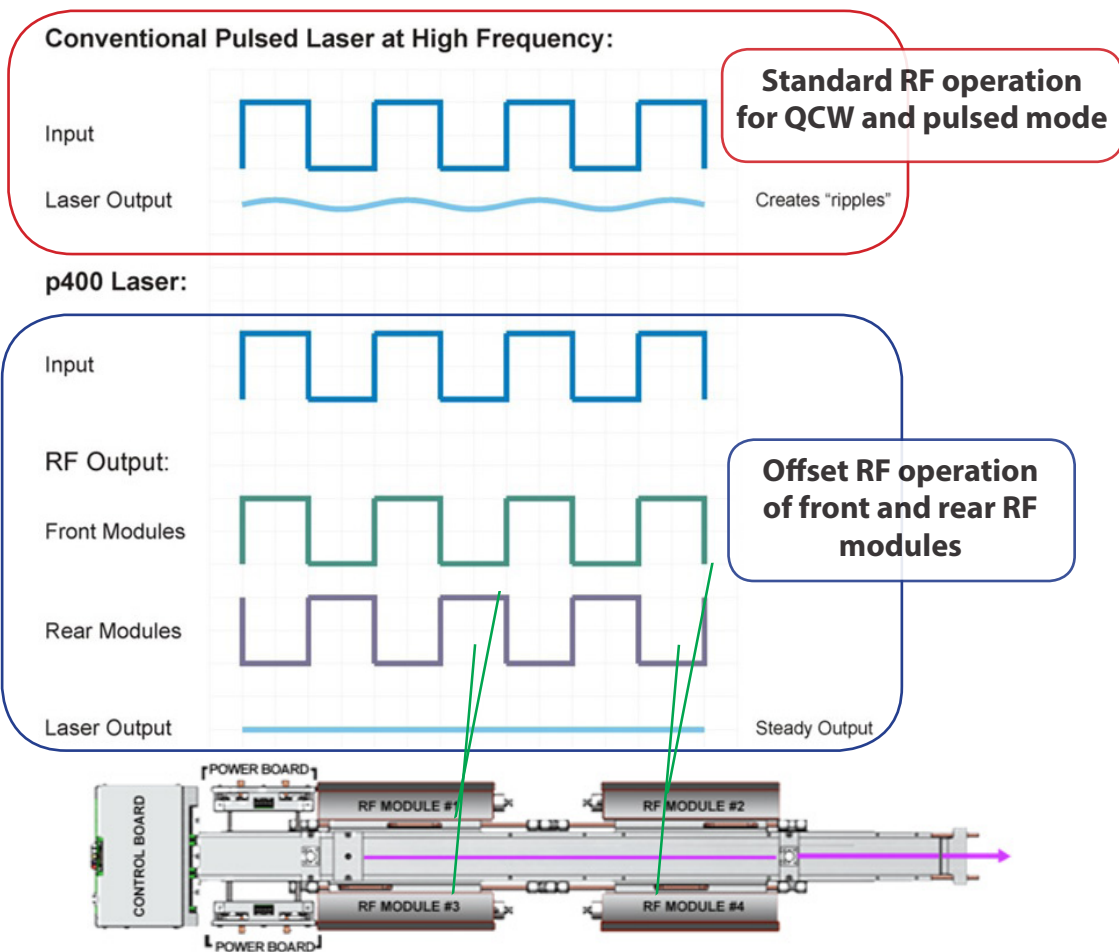 Conventional Pulsed Laser at High Frequency:
Standard RF operation
for QCW and pulsed mode
Input
Laser Output
Creates “ripples”
p400 Laser:
Input
RF Output:
Offset RF operation
of front and rear RF
modules
Front Modules
Rear Modules
Laser Output
Steady Output
POWER BOARD
RF MODULE #1
RF MODULE #2
CONTROL BOARD
RF MODULE #3
RF MODULE #4
POWER BOARD